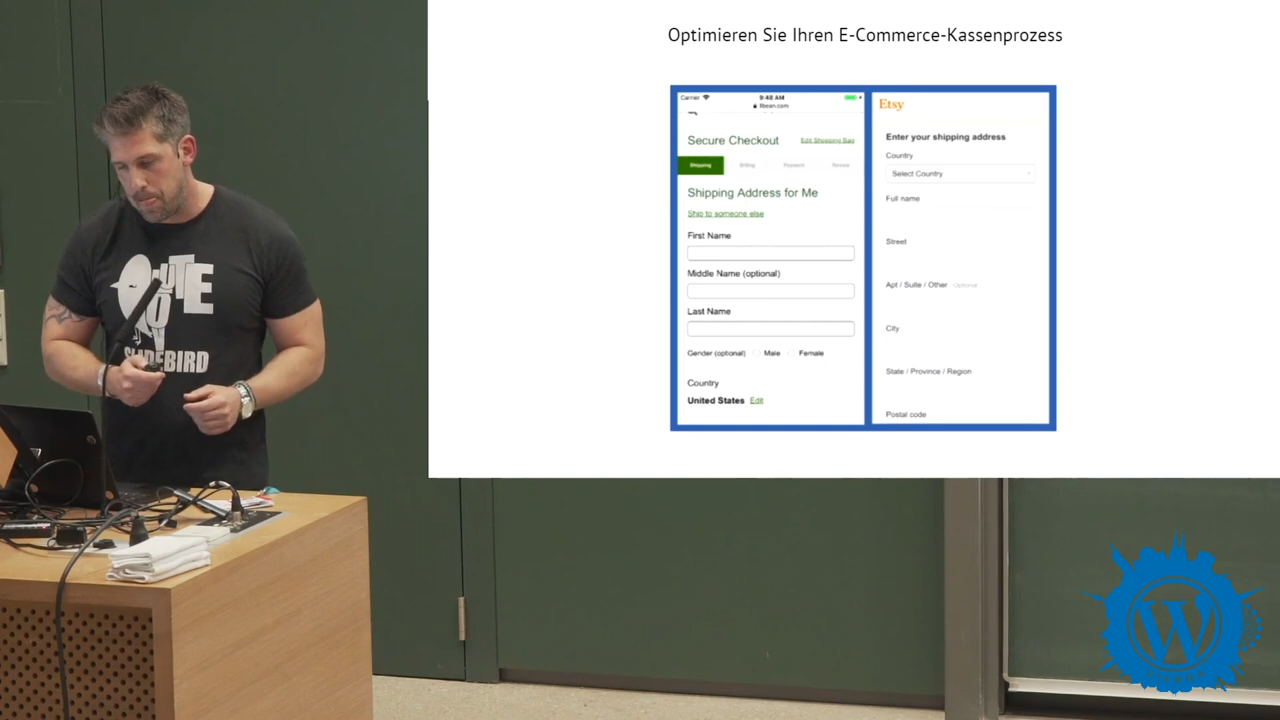 Optimieren Sie Ihren E-Commerce-Kassenprozess
Carrier 9:48 AM
llbean.com
Secure Checkout Edit Shopping Bag
Shipping Billing Payment Review
Shipping Address for Me
Ship to someone else
First Name
Middle Name (optional)
Last Name
Gender (optional) Male Female
Country
United States Edit
Etsy
Enter your shipping address
Country
Select Country
Full name
Street
Apt / Suite / Other Optional
City
State / Province / Region
Postal code
SLIDEBIRD
W